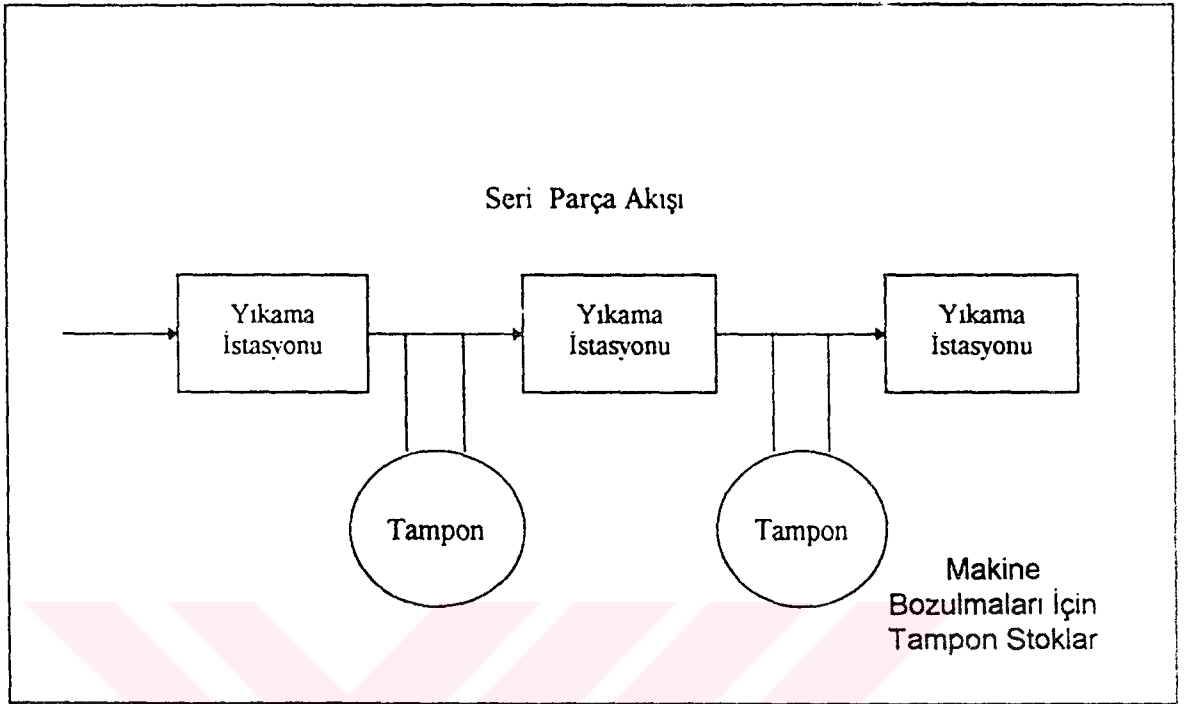 Seri Parça Akışı
Yıkama
İstasyonu
Yıkama
İstasyonu
Yıkama
İstasyonu
Tampon
Tampon
Makine
Bozulmaları İçin
Tampon Stoklar